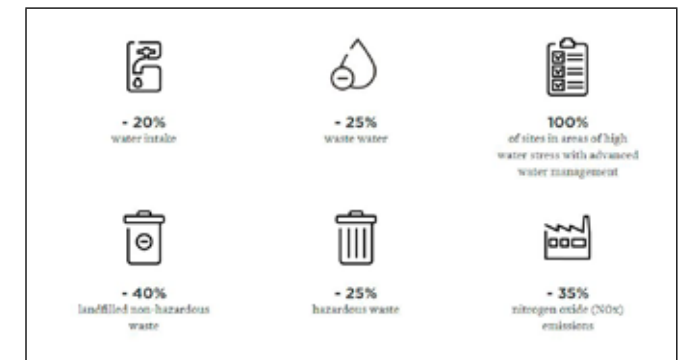 - 20%
water intake
- 25%
waste water
100%
of sites in areas of high
water stress with advanced
water management
- 40%
landfilled non-hazardous
waste
- 25%
hazardous waste
- 35%
nitrogen oxide (NOx)
emissions